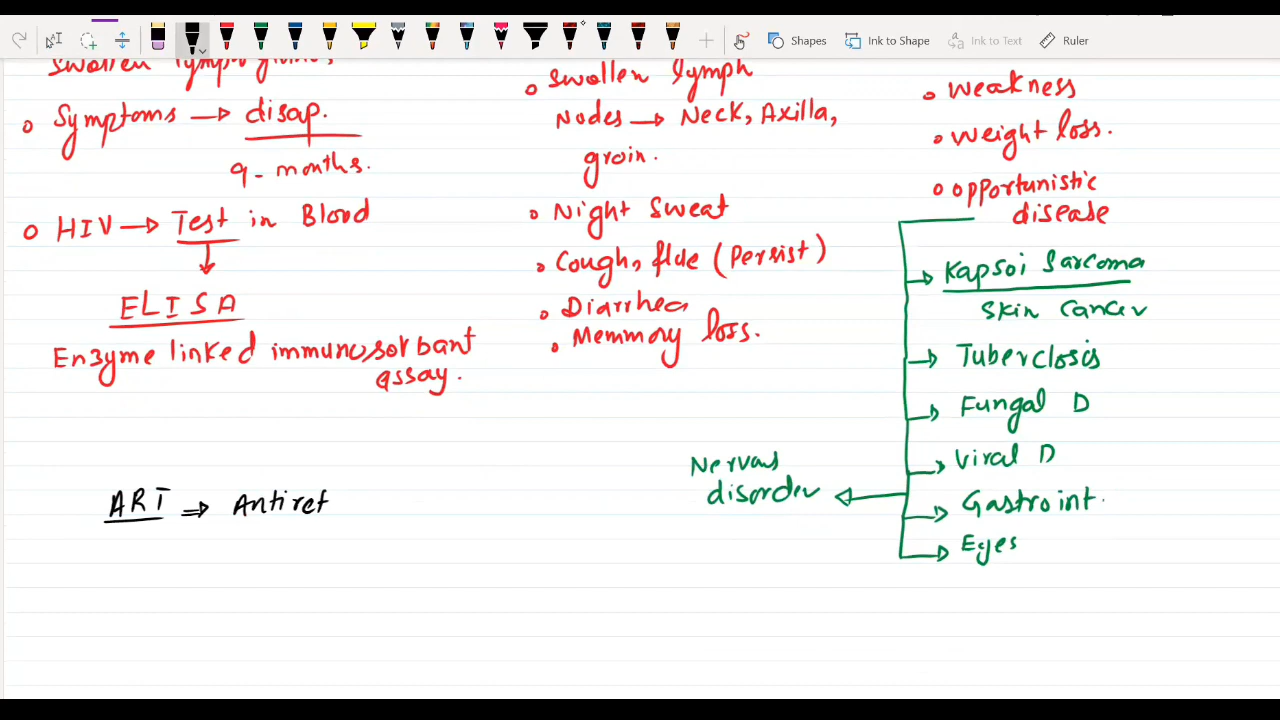 Shapes
Ink to Shape
Ink to Text
Ruler
Swollen
Symptoms → disap.
9-months.
HIV → Test in Blood
ELISA
Enzyme linked immunosorbant
assay.
ART ⇒ Antiret
Swollen lymph
Nodes → Neck, Axilla,
groin.
Night Sweat
Cough, flue (Persist)
Diarrhea
Memmory loss.
Weakness
Weight loss.
Opportunistic
disease
Kapsoi Sarcoma
Skin Cancer
Tuberclosis
Fungal D
Viral D
Gastroint.
Eyes
Nervous
disorder